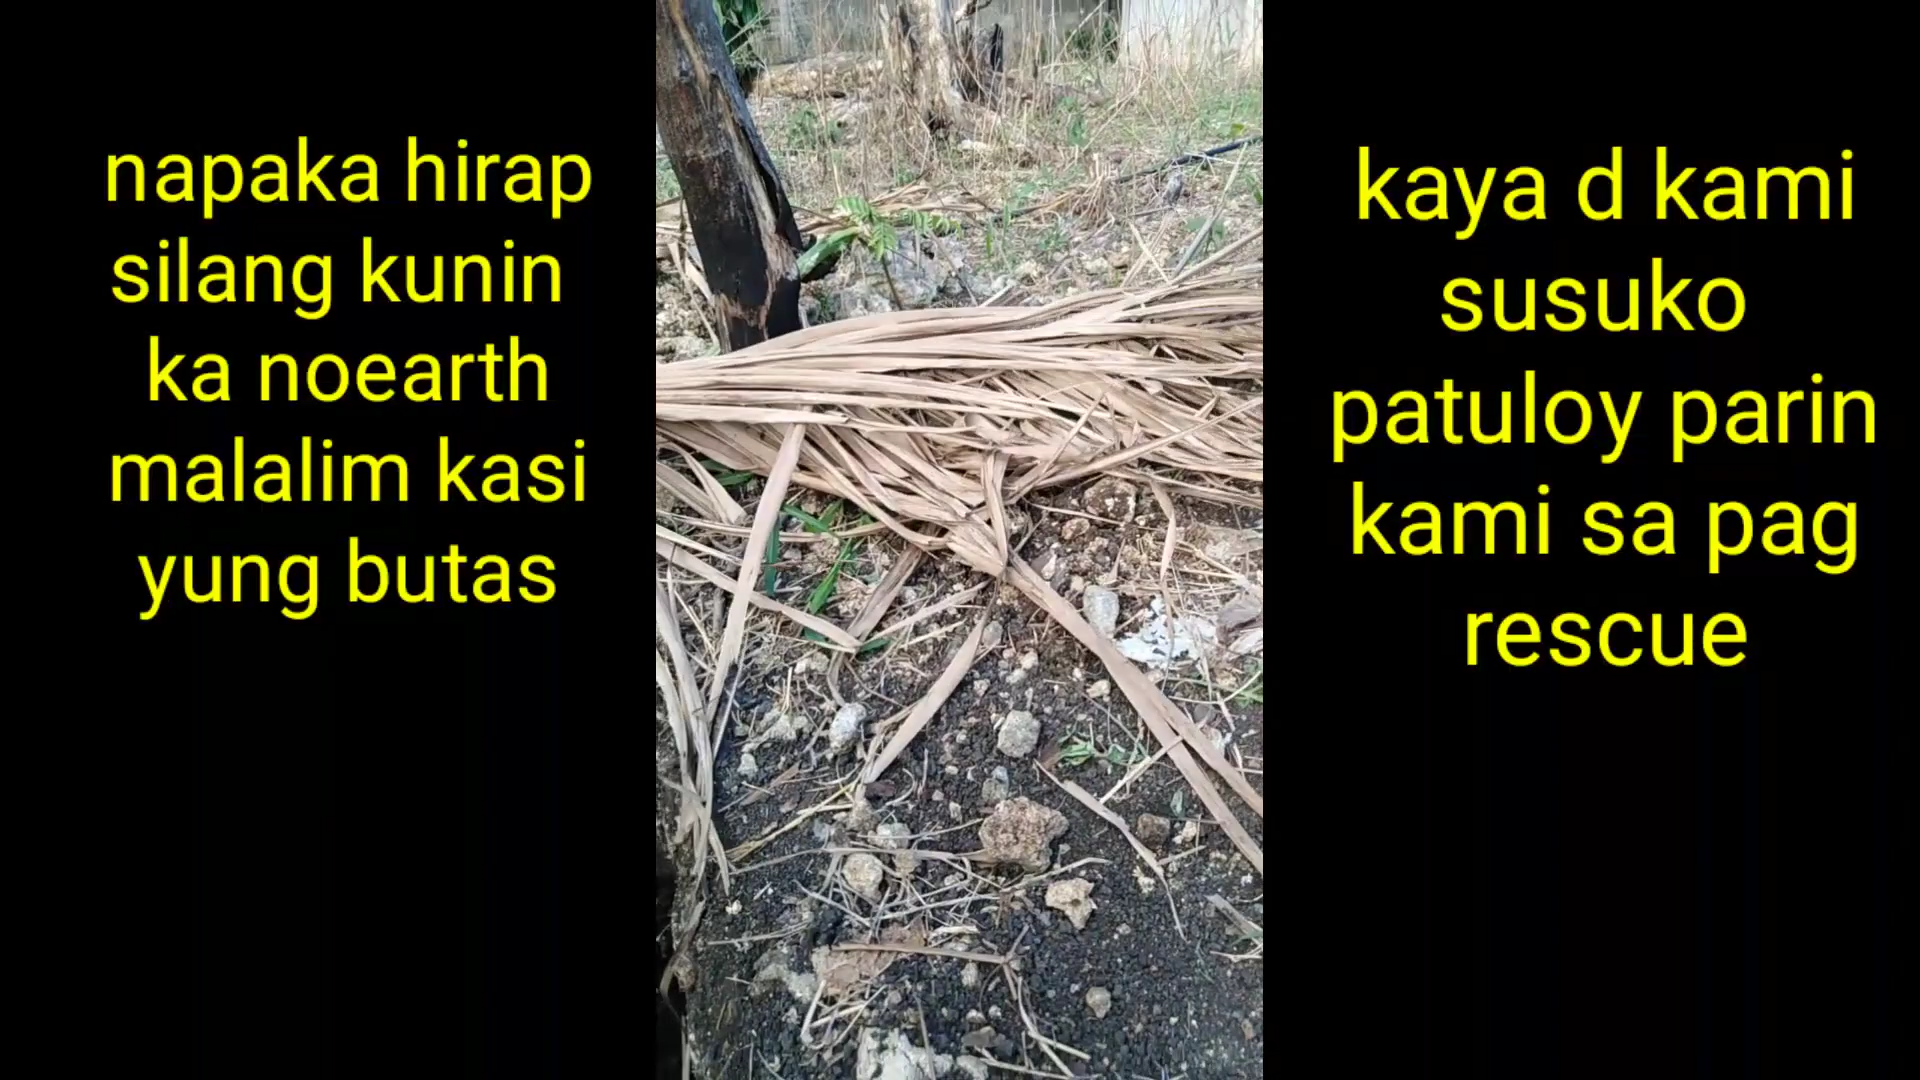 napaka hirap
silang kunin
ka noearth
malalim kasi
yung butas
kaya d kami
susuko
patuloy parin
kami sa pag
rescue